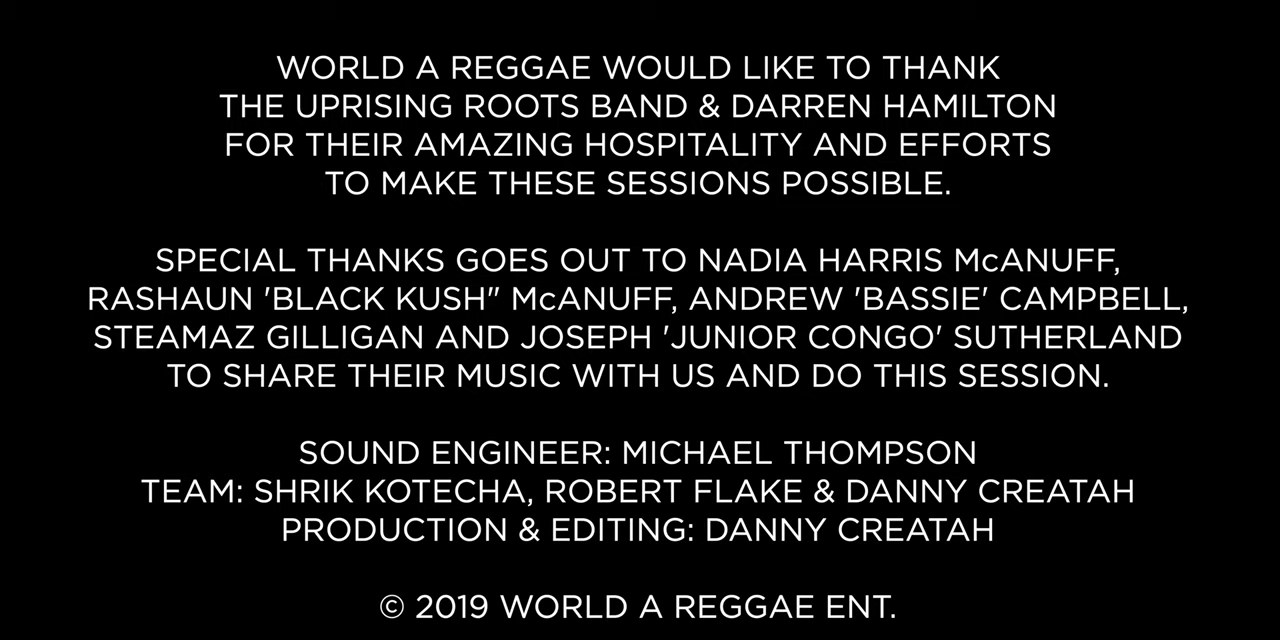 WORLD A REGGAE WOULD LIKE TO THANK
THE UPRISING ROOTS BAND & DARREN HAMILTON
FOR THEIR AMAZING HOSPITALITY AND EFFORTS
TO MAKE THESE SESSIONS POSSIBLE.
SPECIAL THANKS GOES OUT TO NADIA HARRIS McANUFF,
RASHAUN 'BLACK KUSH" McANUFF, ANDREW 'BASSIE' CAMPBELL,
STEAMAZ GILLIGAN AND JOSEPH 'JUNIOR CONGO' SUTHERLAND
TO SHARE THEIR MUSIC WITH US AND DO THIS SESSION.
SOUND ENGINEER: MICHAEL THOMPSON
TEAM: SHRIK KOTECHA, ROBERT FLAKE & DANNY CREATAH
PRODUCTION & EDITING: DANNY CREATAH
© 2019 WORLD A REGGAE ENT.